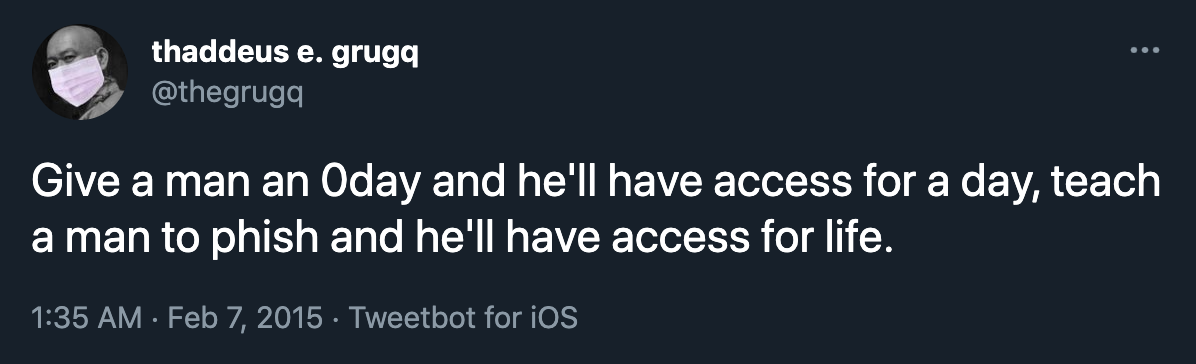 thaddeus e. grugq
@thegrugq
Give a man an 0day and he'll have access for a day, teach
a man to phish and he'll have access for life.
1:35 AM · Feb 7, 2015 · Tweetbot for iOS